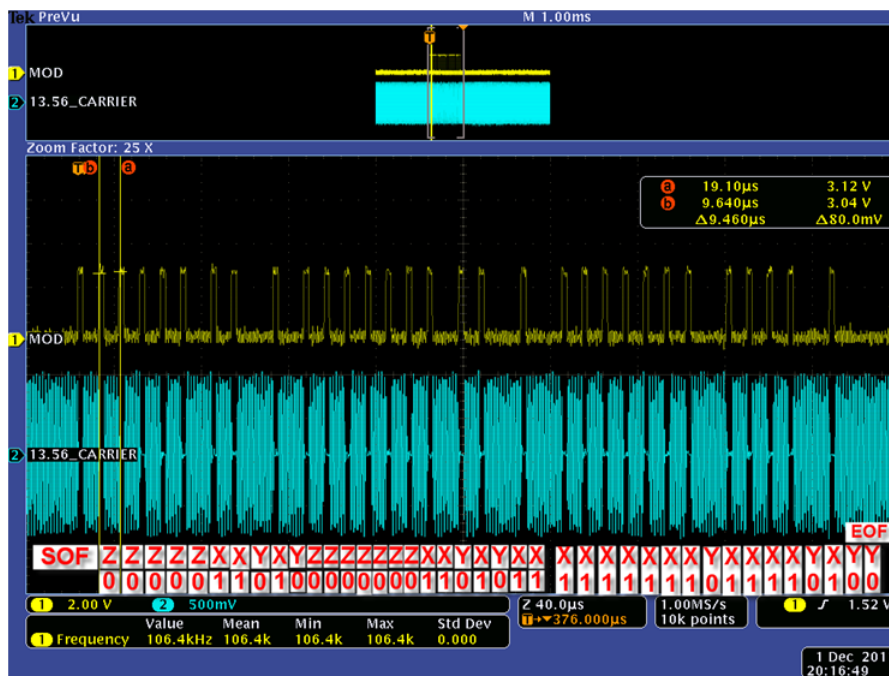 Tek PreVu M 1.00ms
T
1 MOD
2 13.56_CARRIER
Zoom Factor: 25 X
T b a
a 19.10µs 3.12 V
b 9.640µs 3.04 V
Δ9.460µs Δ80.0mV
1 MOD
2 13.56_CARRIER
EOF
SOF Z Z Z Z Z X X Y X Y Z Z Z Z Z Z Z X X Y X Y X X X X X X X X X X Y X X X X Y X Y Y
0 0 0 0 0 1 1 0 1 0 0 0 0 0 0 0 0 1 1 0 1 0 1 1 1 1 1 1 1 1 1 1 0 1 1 1 1 0 1 0 0
1 2.00 V 2 500mV Z 40.0µs 1.00MS/s 1 1.52 V
T→▼376.000µs 10k points
Value Mean Min Max Std Dev
1 Frequency 106.4kHz 106.4k 106.4k 106.4k 0.000
1 Dec 201
20:16:49